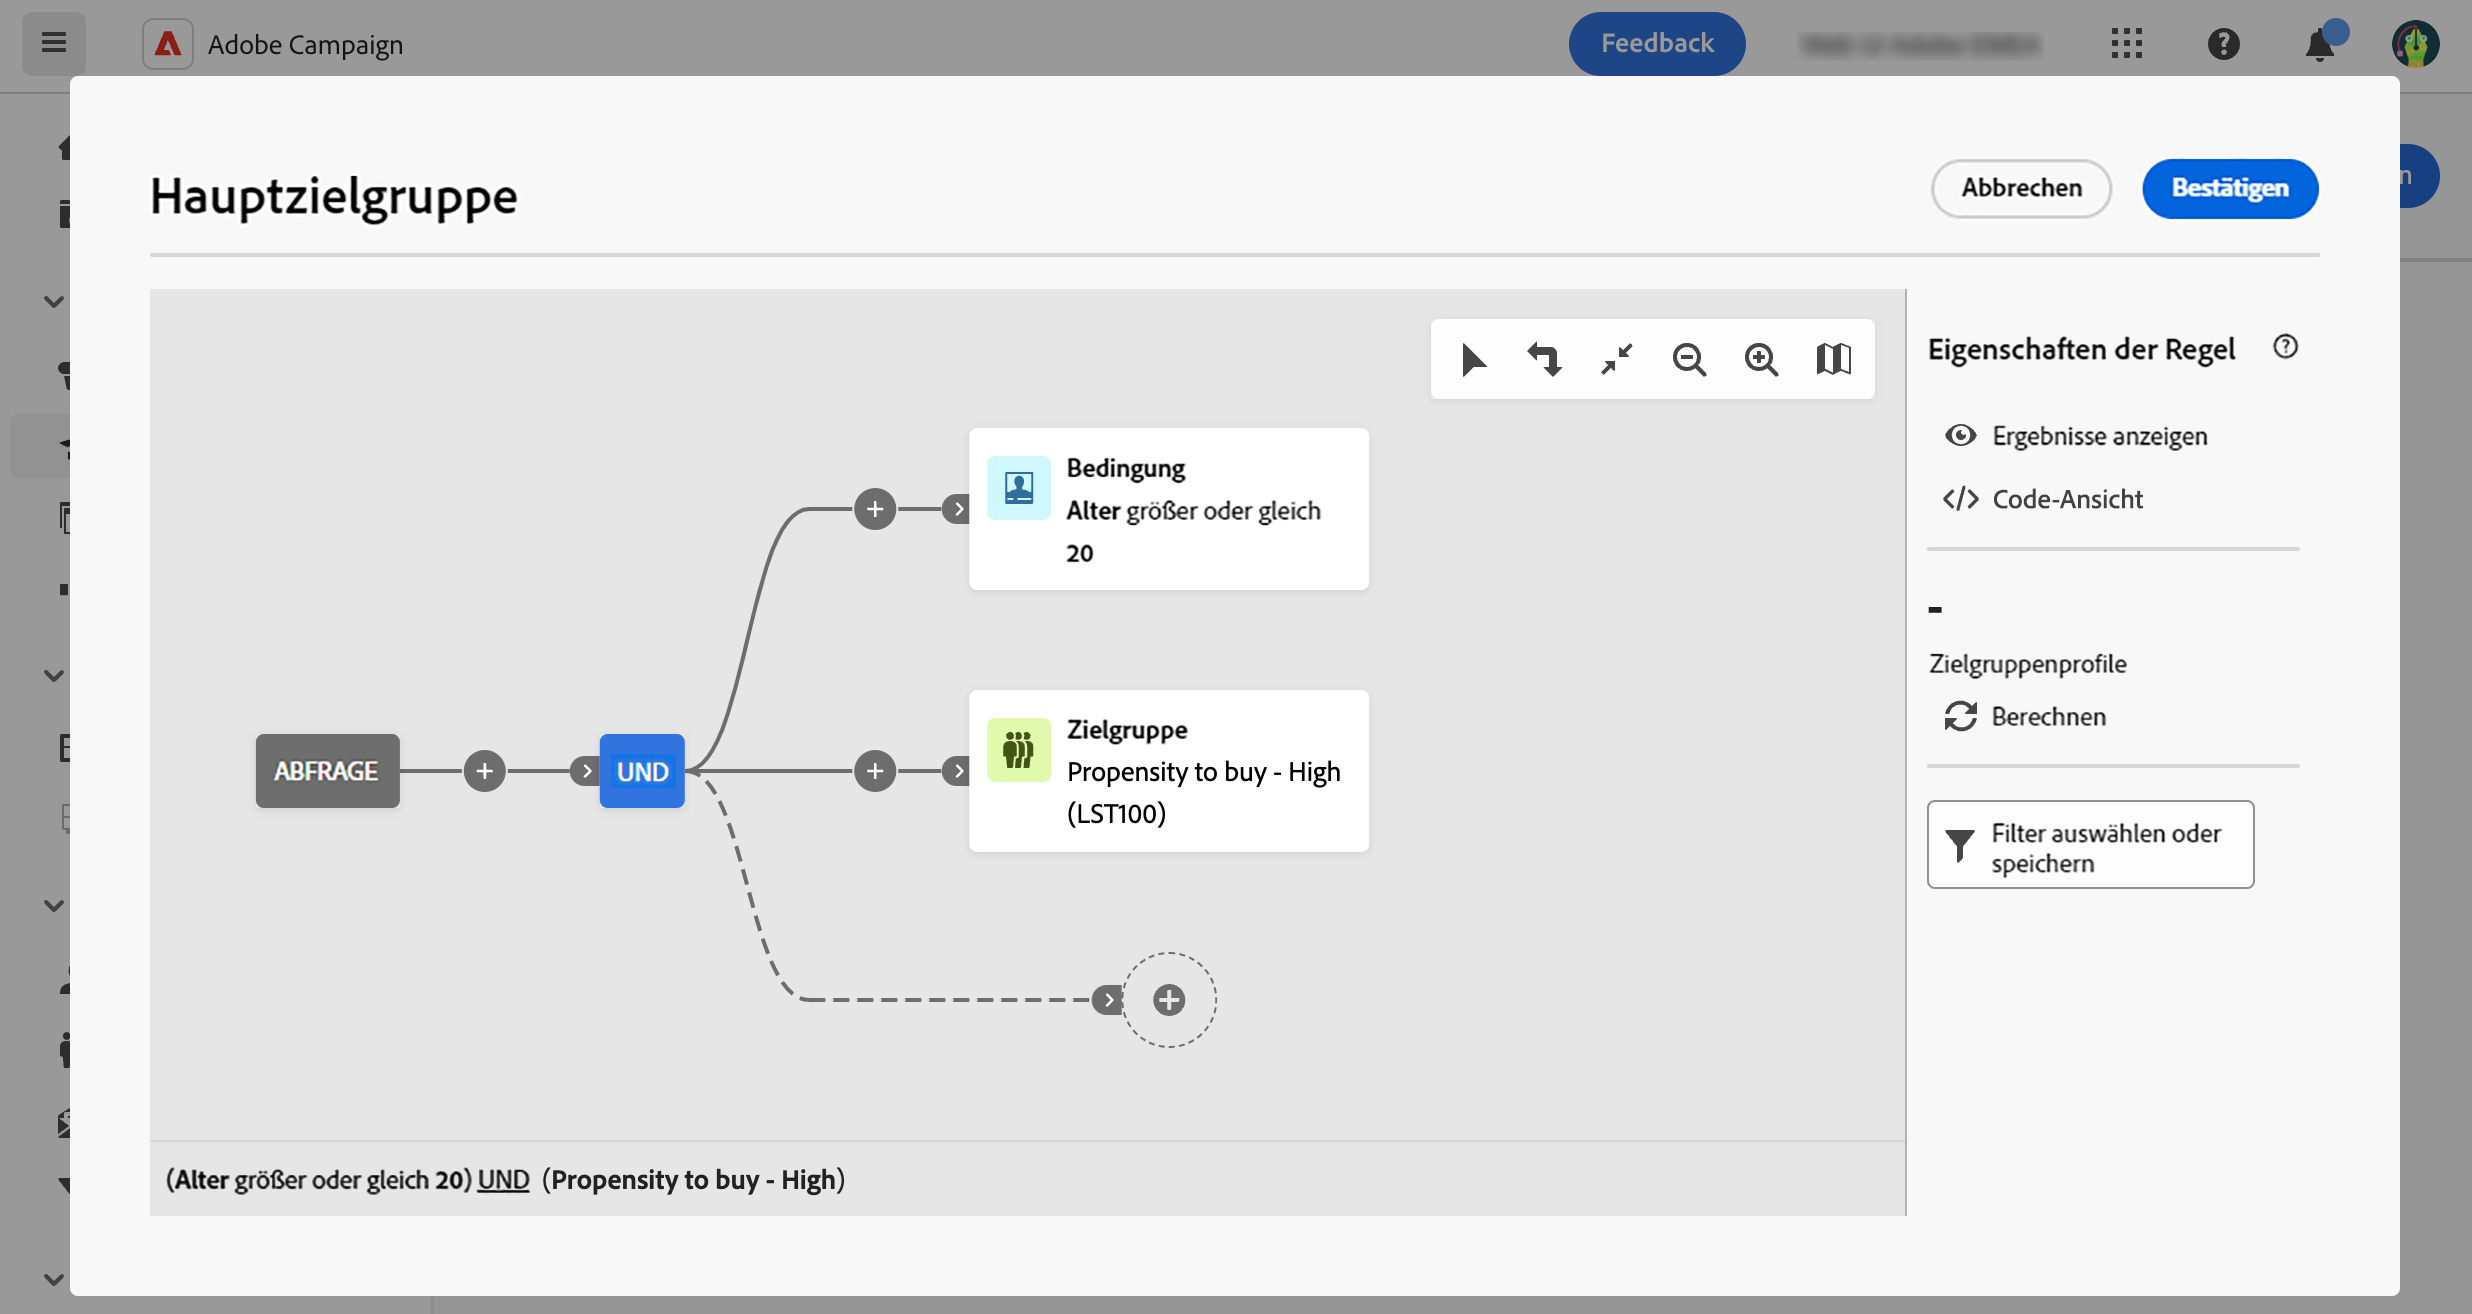 Adobe Campaign
Feedback
Hauptzielgruppe
Abbrechen
Bestätigen
n
Eigenschaften der Regel
Ergebnisse anzeigen
Code-Ansicht
-
Zielgruppenprofile
Berechnen
Filter auswählen oder
speichern
Bedingung
Alter größer oder gleich
20
Zielgruppe
Propensity to buy - High
(LST100)
ABFRAGE
UND
(Alter größer oder gleich 20) UND (Propensity to buy - High)